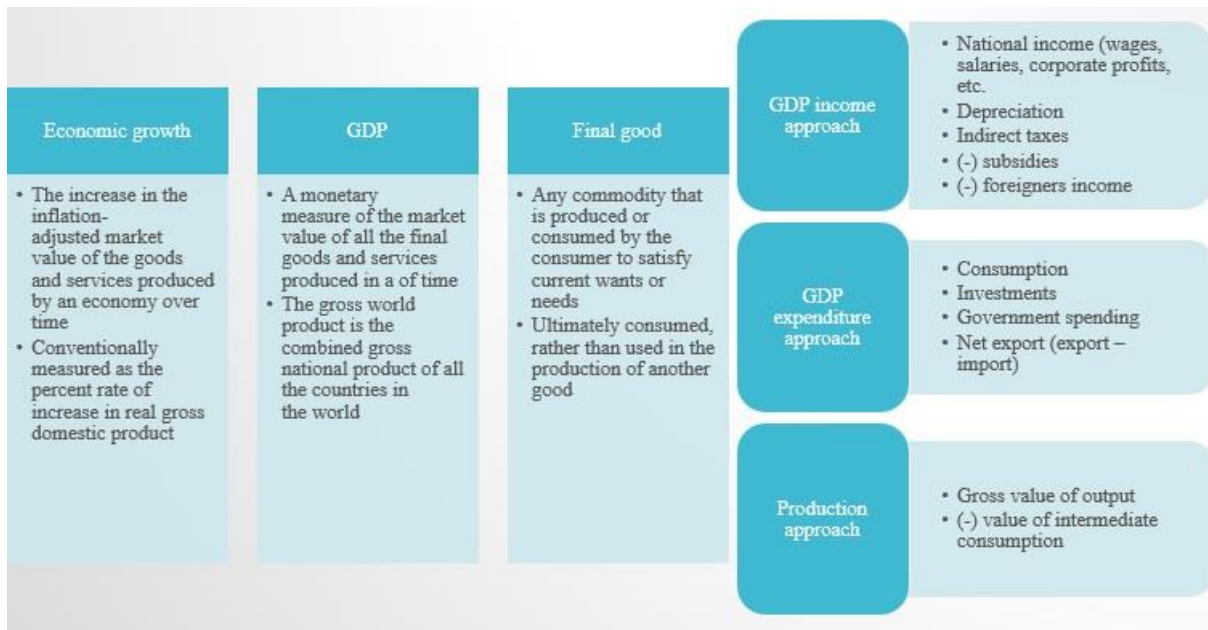 Economic growth
• The increase in the
inflation-
adjusted market
value of the goods
and services produced
by an economy over
time
• Conventionally
measured as the
percent rate of
increase in real gross
domestic product
GDP
• A monetary
measure of the market
value of all the final
goods and services
produced in a of time
• The gross world
product is the
combined gross
national product of all
the countries in
the world
Final good
• Any commodity that
is produced or
consumed by the
consumer to satisfy
current wants or
needs
• Ultimately consumed,
rather than used in the
production of another
good
GDP income
approach
• National income (wages,
salaries, corporate profits,
etc.
• Depreciation
• Indirect taxes
• (-) subsidies
• (-) foreigners income
GDP
expenditure
approach
• Consumption
• Investments
• Government spending
• Net export (export –
import)
Production
approach
• Gross value of output
• (-) value of intermediate
consumption